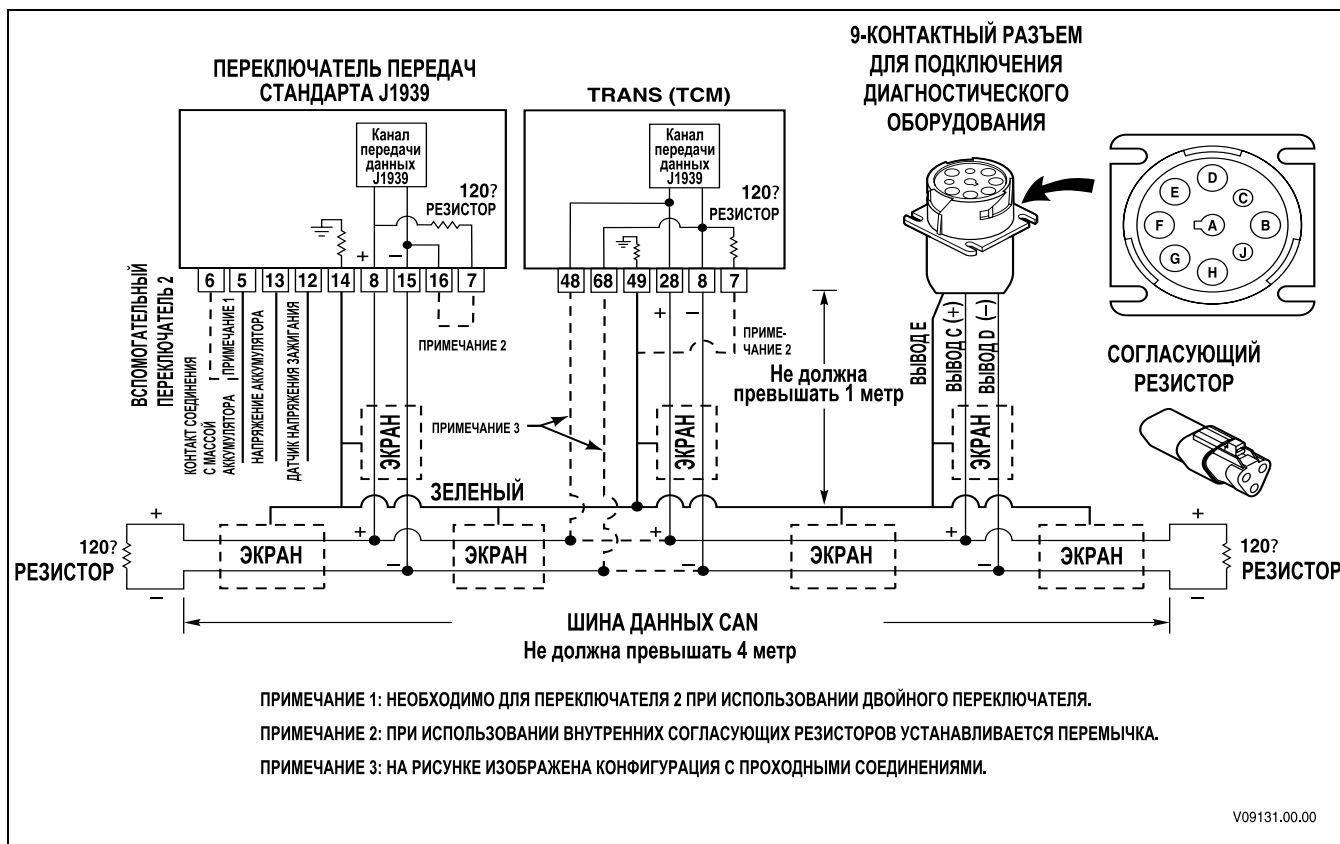 ПЕРЕКЛЮЧАТЕЛЬ ПЕРЕДАЧ
СТАНДАРТА J1939
Канал
передачи
данных
J1939
120?
РЕЗИСТОР
+
−
6
5
13
12
14
8
15
16
7
ВСПОМОГАТЕЛЬНЫЙ
ПЕРЕКЛЮЧАТЕЛЬ 2
КОНТАКТ СОЕДИНЕНИЯ
С МАССОЙ
АККУМУЛЯТОРА
ПРИМЕЧАНИЕ 1
НАПРЯЖЕНИЕ АККУМУЛЯТОРА
ДАТЧИК НАПРЯЖЕНИЯ ЗАЖИГАНИЯ
ПРИМЕЧАНИЕ 2
TRANS (TCM)
Канал
передачи
данных
J1939
120?
РЕЗИСТОР
48
68
49
28
8
7
+
−
ПРИМЕ-
ЧАНИЕ 2
ПРИМЕЧАНИЕ 3
Не должна
превышать 1 метр
9-КОНТАКТНЫЙ РАЗЪЕМ
ДЛЯ ПОДКЛЮЧЕНИЯ
ДИАГНОСТИЧЕСКОГО
ОБОРУДОВАНИЯ
D
E
C
F
A
B
G
J
H
ВЫВОД E
ВЫВОД C (+)
ВЫВОД D (−)
СОГЛАСУЮЩИЙ
РЕЗИСТОР
ЭКРАН
ЭКРАН
ЭКРАН
ЗЕЛЕНЫЙ
+
120?
РЕЗИСТОР
−
ЭКРАН
+
−
ЭКРАН
+
−
ЭКРАН
+
−
ЭКРАН
+
120?
РЕЗИСТОР
−
ШИНА ДАННЫХ CAN
Не должна превышать 4 метр
ПРИМЕЧАНИЕ 1: НЕОБХОДИМО ДЛЯ ПЕРЕКЛЮЧАТЕЛЯ 2 ПРИ ИСПОЛЬЗОВАНИИ ДВОЙНОГО ПЕРЕКЛЮЧАТЕЛЯ.
ПРИМЕЧАНИЕ 2: ПРИ ИСПОЛЬЗОВАНИИ ВНУТРЕННИХ СОГЛАСУЮЩИХ РЕЗИСТОРОВ УСТАНАВЛИВАЕТСЯ ПЕРЕМЫЧКА.
ПРИМЕЧАНИЕ 3: НА РИСУНКЕ ИЗОБРАЖЕНА КОНФИГУРАЦИЯ С ПРОХОДНЫМИ СОЕДИНЕНИЯМИ.
V09131.00.00